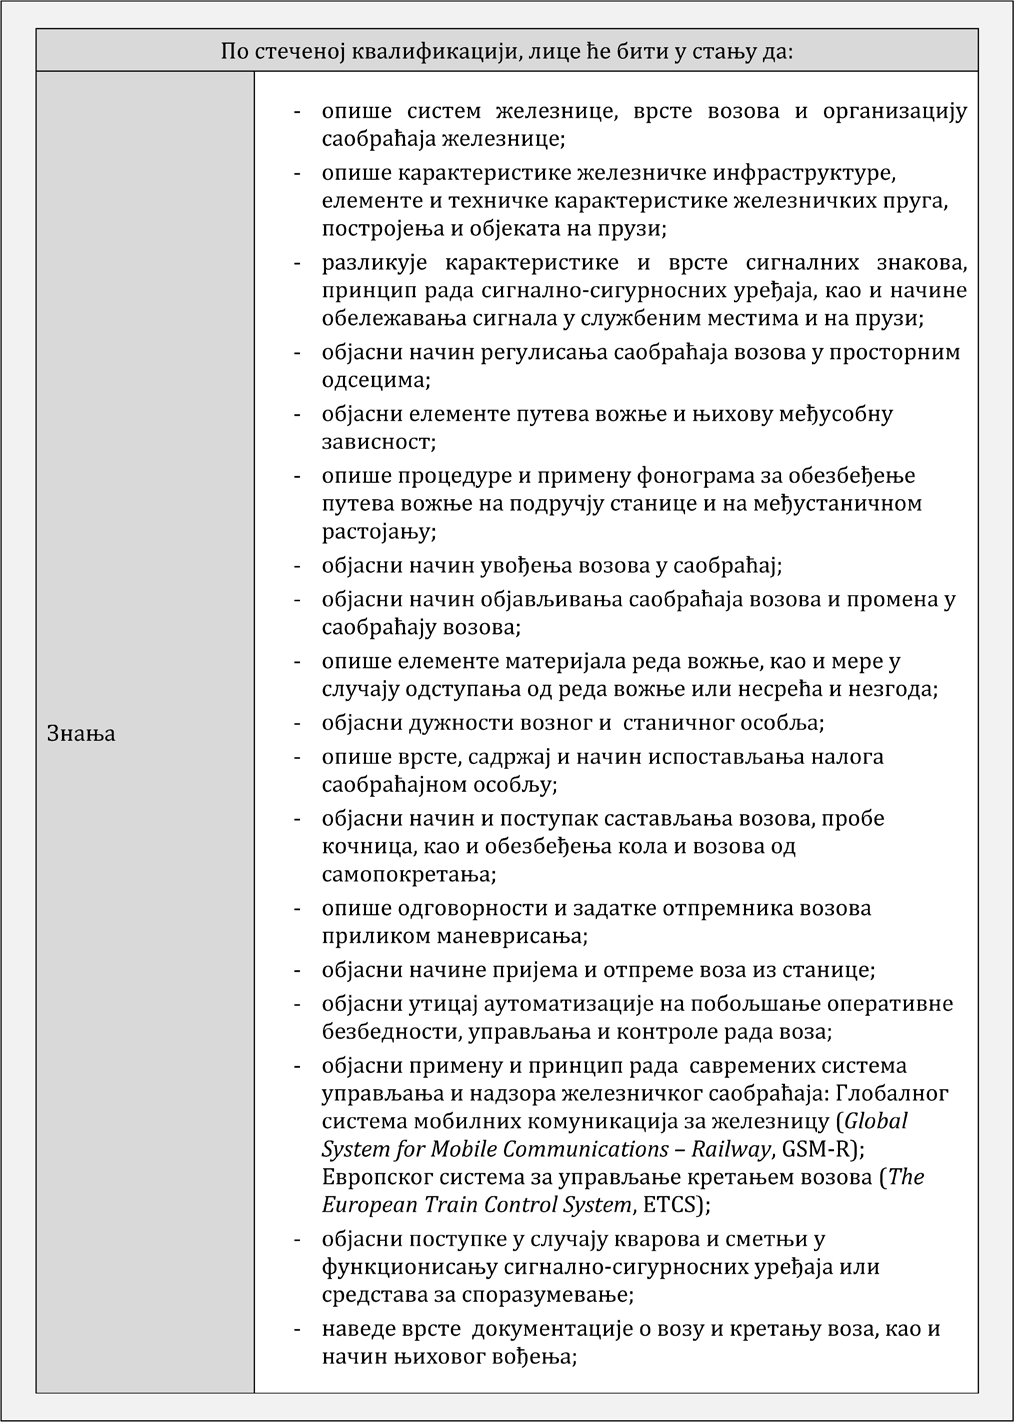 По стеченој квалификацији, лице ће бити у стању да:
Знања
- опише систем железнице, врсте возова и организацију
саобраћаја железнице;
- опише карактеристике железничке инфраструктуре,
елементе и техничке карактеристике железничких пруга,
постројења и објеката на прузи;
- разликује карактеристике и врсте сигналних знакова,
принцип рада сигнално-сигурносних уређаја, као и начине
обележавања сигнала у службеним местима и на прузи;
- објасни начин регулисања саобраћаја возова у просторним
одсецима;
- објасни елементе путева вожње и њихову међусобну
зависност;
- опише процедуре и примену фонограма за обезбеђење
путева вожње на подручју станице и на међустаничном
растојању;
- објасни начин увођења возова у саобраћај;
- објасни начин објављивања саобраћаја возова и промена у
саобраћају возова;
- опише елементе материјала реда вожње, као и мере у
случају одступања од реда вожње или несрећа и незгода;
- објасни дужности возног и  станичног особља;
- опише врсте, садржај и начин испостављања налога
саобраћајном особљу;
- објасни начин и поступак састављања возова, пробе
кочница, као и обезбеђења кола и возова од
самопокретања;
- опише одговорности и задатке отпремника возова
приликом маневрисања;
- објасни начине пријема и отпреме воза из станице;
- објасни утицај аутоматизације на побољшање оперативне
безбедности, управљања и контроле рада воза;
- објасни примену и принцип рада  савремених система
управљања и надзора железничког саобраћаја: Глобалног
система мобилних комуникација за железницу (Global
System for Mobile Communications – Railway, GSM-R);
Европског система за управљање кретањем возова (The
European Train Control System, ETCS);
- објасни поступке у случају кварова и сметњи у
функционисању сигнално-сигурносних уређаја или
средстава за споразумевање;
- наведе врсте  документације о возу и кретању воза, као и
начин њиховог вођења;